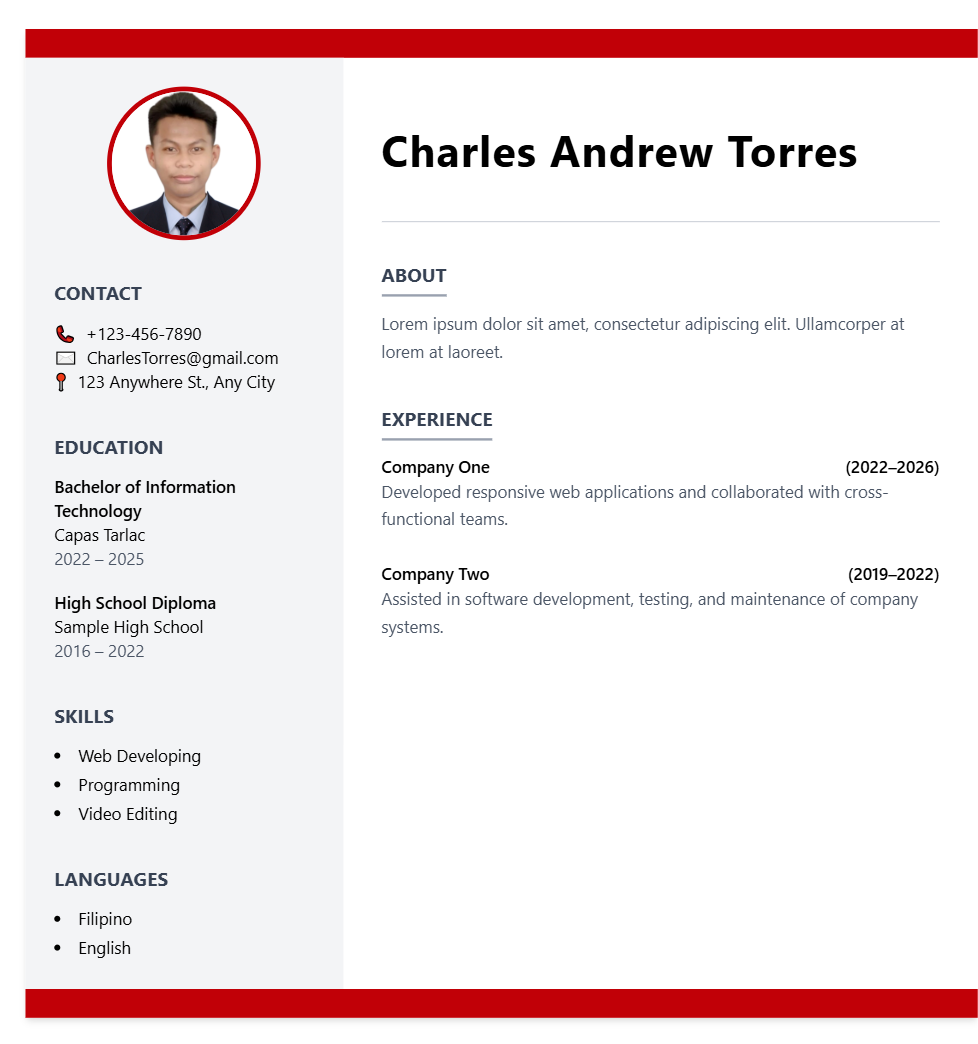 Charles Andrew Torres
CONTACT
+123-456-7890
CharlesTorres@gmail.com
123 Anywhere St., Any City
EDUCATION
Bachelor of Information
Technology
Capas Tarlac
2022 – 2025
High School Diploma
Sample High School
2016 – 2022
SKILLS
• Web Developing
• Programming
• Video Editing
LANGUAGES
• Filipino
• English
ABOUT
Lorem ipsum dolor sit amet, consectetur adipiscing elit. Ullamcorper at
lorem at laoreet.
EXPERIENCE
Company One (2022–2026)
Developed responsive web applications and collaborated with cross-
functional teams.
Company Two (2019–2022)
Assisted in software development, testing, and maintenance of company
systems.